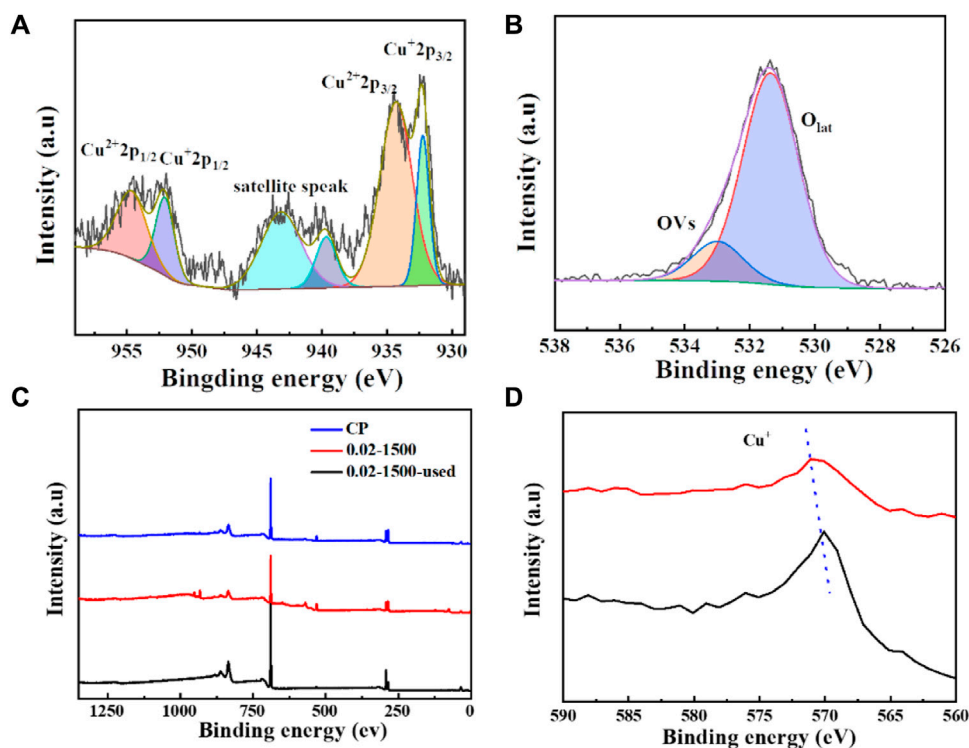 A
Cu²⁺2p₁/₂
Cu⁺2p₁/₂
satellite speak
Cu²⁺2p₃/₂
Cu⁺2p₃/₂
Intensity (a.u)
955 950 945 940 935 930
Bingding energy (eV)
B
OVs
Oₗₐₜ
Intensity (a.u)
538 536 534 532 530 528 526
Binding enegy (eV)
C
CP
0.02-1500
0.02-1500-used
Intensity (a.u)
1250 1000 750 500 250 0
Binding energy (ev)
D
Cu⁺
Intensity (a.u)
590 585 580 575 570 565 560
Binding energy (eV)